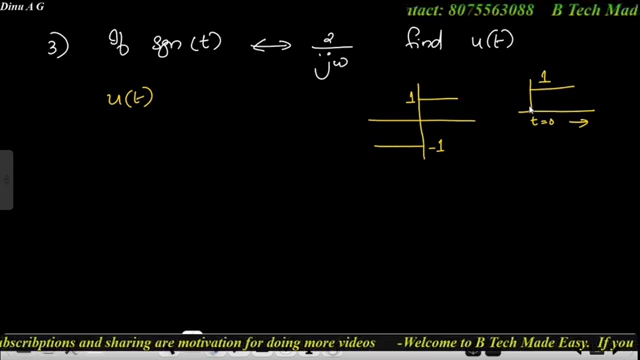 Dinu A G
ntact: 8075563088 B Tech Mad
3) If sgn(t) ↔ 2/jω find u(t)
u(t)
1
-1
1
t=0 →
ubscribptions and sharing are motivation for doing more videos -Welcome to B Tech Made Easy. If you